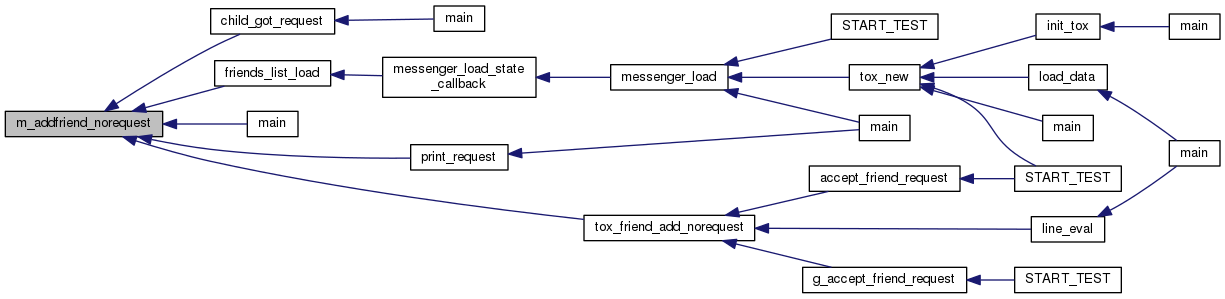 child_got_request
main
START_TEST
init_tox
main
friends_list_load
messenger_load_state
_callback
messenger_load
tox_new
load_data
m_addfriend_norequest
main
main
main
print_request
main
accept_friend_request
START_TEST
tox_friend_add_norequest
line_eval
g_accept_friend_request
START_TEST